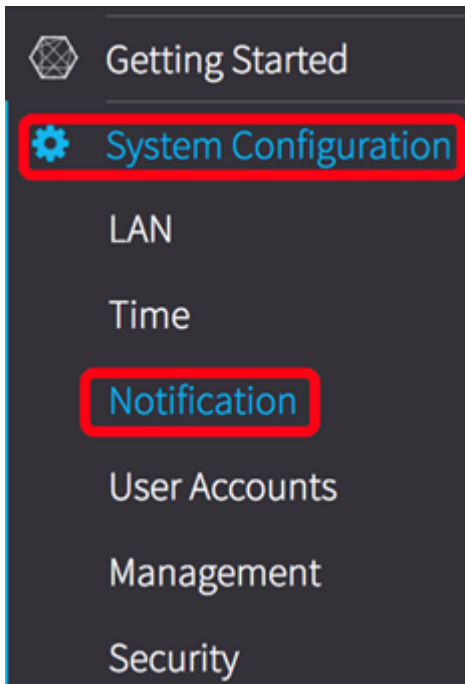 Getting Started
System Configuration
LAN
Time
Notification
User Accounts
Management
Security